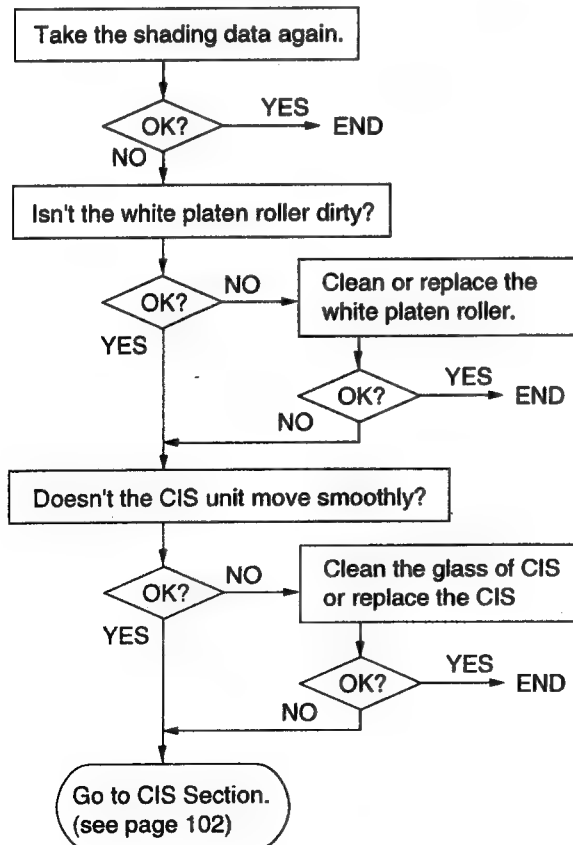 Take the shading data again.
OK?
YES
END
NO
Isn't the white platen roller dirty?
OK?
NO
Clean or replace the
white platen roller.
YES
OK?
YES
END
NO
Doesn't the CIS unit move smoothly?
OK?
NO
Clean the glass of CIS
or replace the CIS
YES
OK?
YES
END
NO
Go to CIS Section.
(see page 102)